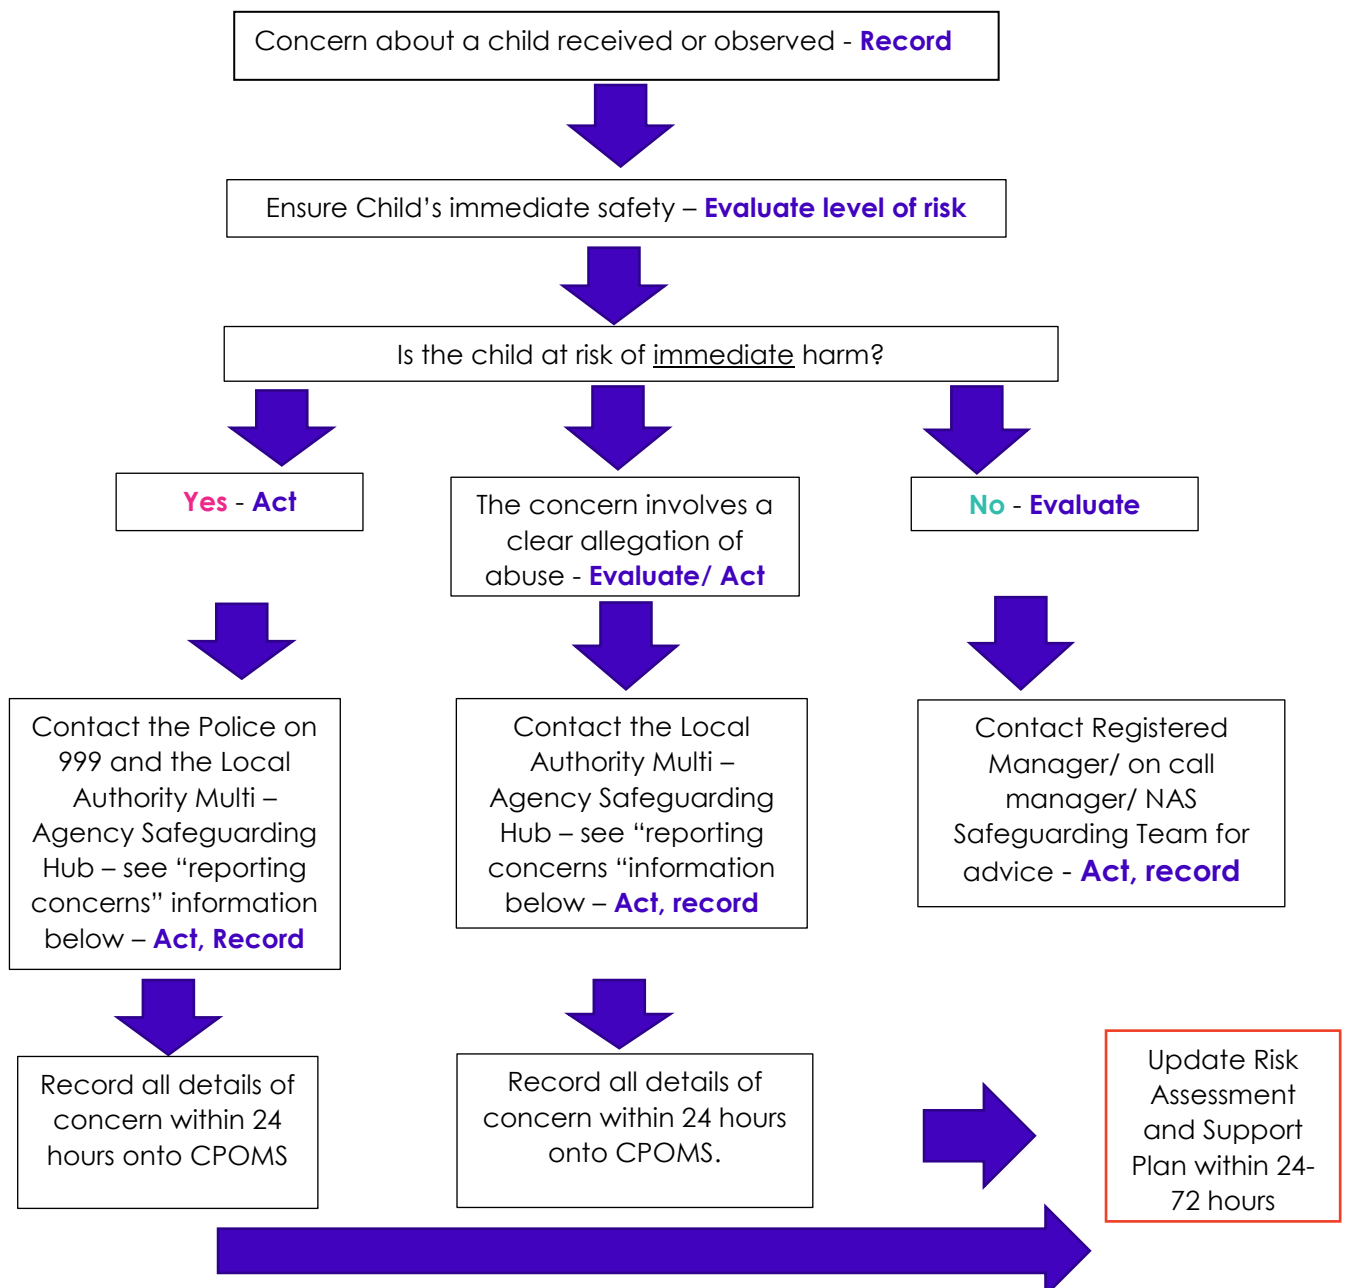 Concern about a child received or observed - Record
Ensure Child’s immediate safety – Evaluate level of risk
Is the child at risk of immediate harm?
Yes - Act
The concern involves a
clear allegation of
abuse - Evaluate/ Act
No - Evaluate
Contact the Police on
999 and the Local
Authority Multi –
Agency Safeguarding
Hub – see “reporting
concerns” information
below – Act, Record
Contact the Local
Authority Multi –
Agency Safeguarding
Hub – see “reporting
concerns “information
below – Act, record
Contact Registered
Manager/ on call
manager/ NAS
Safeguarding Team for
advice - Act, record
Record all details of
concern within 24
hours onto CPOMS
Record all details of
concern within 24 hours
onto CPOMS.
Update Risk
Assessment
and Support
Plan within 24-
72 hours